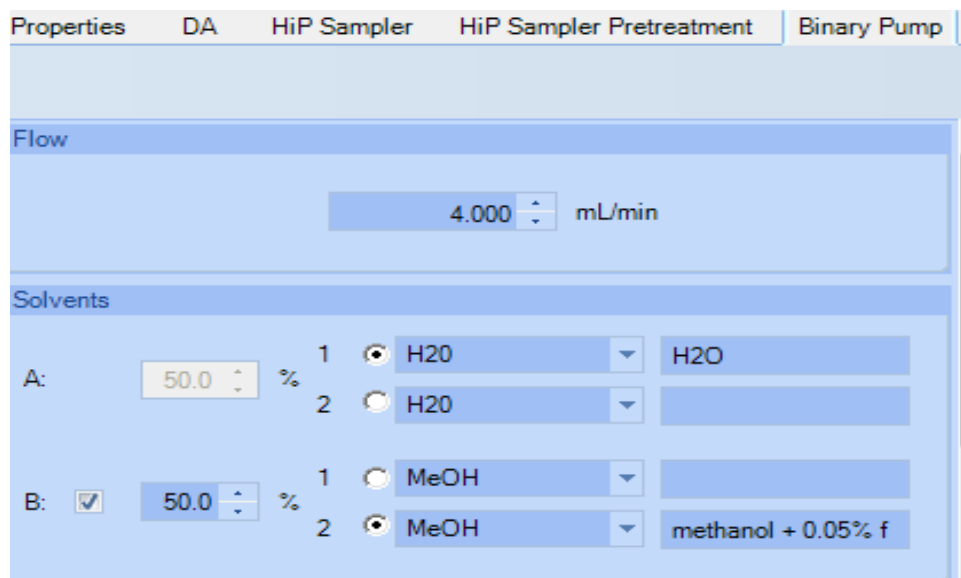 Properties DA HiP Sampler HiP Sampler Pretreatment Binary Pump
Flow
4.000 mL/min
Solvents
A: 50.0 %
1 H20 H2O
2 H20
B: 50.0 %
1 MeOH
2 MeOH methanol + 0.05% f